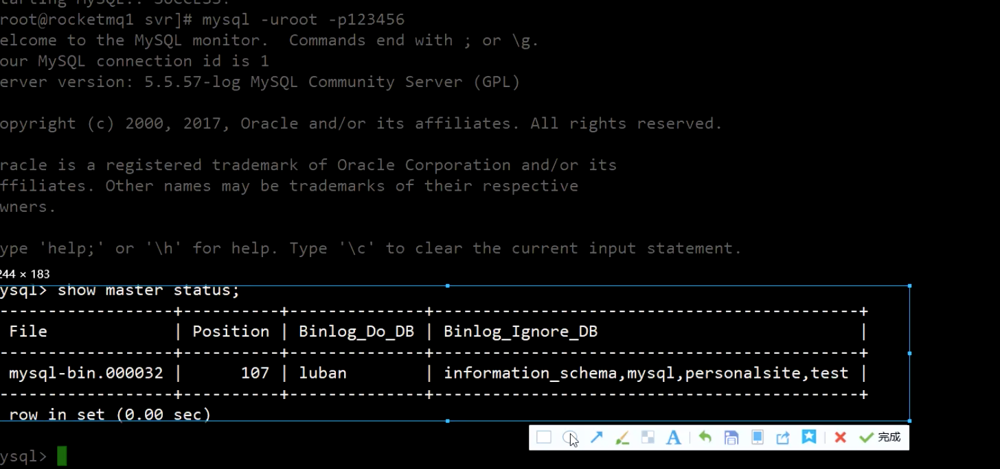 tarting MySQL.. SUCCESS!
root@rocketmq1 svr]# mysql -uroot -p123456
elcome to the MySQL monitor.  Commands end with ; or \g.
our MySQL connection id is 1
erver version: 5.5.57-log MySQL Community Server (GPL)
opyright (c) 2000, 2017, Oracle and/or its affiliates. All rights reserved.
racle is a registered trademark of Oracle Corporation and/or its
ffiliates. Other names may be trademarks of their respective
wners.
ype 'help;' or '\h' for help. Type '\c' to clear the current input statement.
244 × 183
ysql> show master status;
------------------+----------+--------------+---------------------------------------------+
File             | Position | Binlog_Do_DB | Binlog_Ignore_DB                            |
------------------+----------+--------------+---------------------------------------------+
mysql-bin.000032 |      107 | luban        | information_schema,mysql,personalsite,test |
------------------+----------+--------------+---------------------------------------------+
row in set (0.00 sec)
A 完成
ysql>